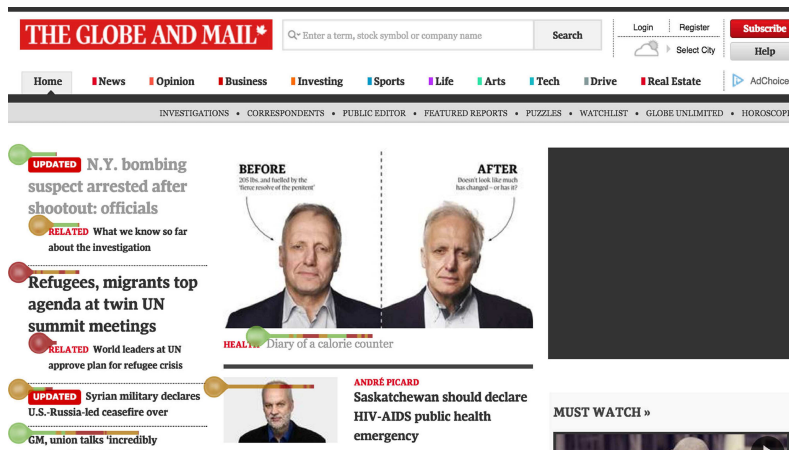 THE GLOBE AND MAIL
Enter a term, stock symbol or company name
Search
Login
Register
Select City
Subscribe
Help
Home
News
Opinion
Business
Investing
Sports
Life
Arts
Tech
Drive
Real Estate
AdChoice
INVESTIGATIONS • CORRESPONDENTS • PUBLIC EDITOR • FEATURED REPORTS • PUZZLES • WATCHLIST • GLOBE UNLIMITED • HOROSCOP
UPDATED N.Y. bombing
suspect arrested after
shootout: officials
RELATED What we know so far
about the investigation
Refugees, migrants top
agenda at twin UN
summit meetings
RELATED World leaders at UN
approve plan for refugee crisis
UPDATED Syrian military declares
U.S.-Russia-led ceasefire over
GM, union talks ‘incredibly
BEFORE
205 lbs. and fuelled by the
‘fierce resolve of the penitent’
AFTER
Doesn’t look like much
has changed – or has it?
HEALTH Diary of a calorie counter
ANDRÉ PICARD
Saskatchewan should declare
HIV-AIDS public health
emergency
MUST WATCH »